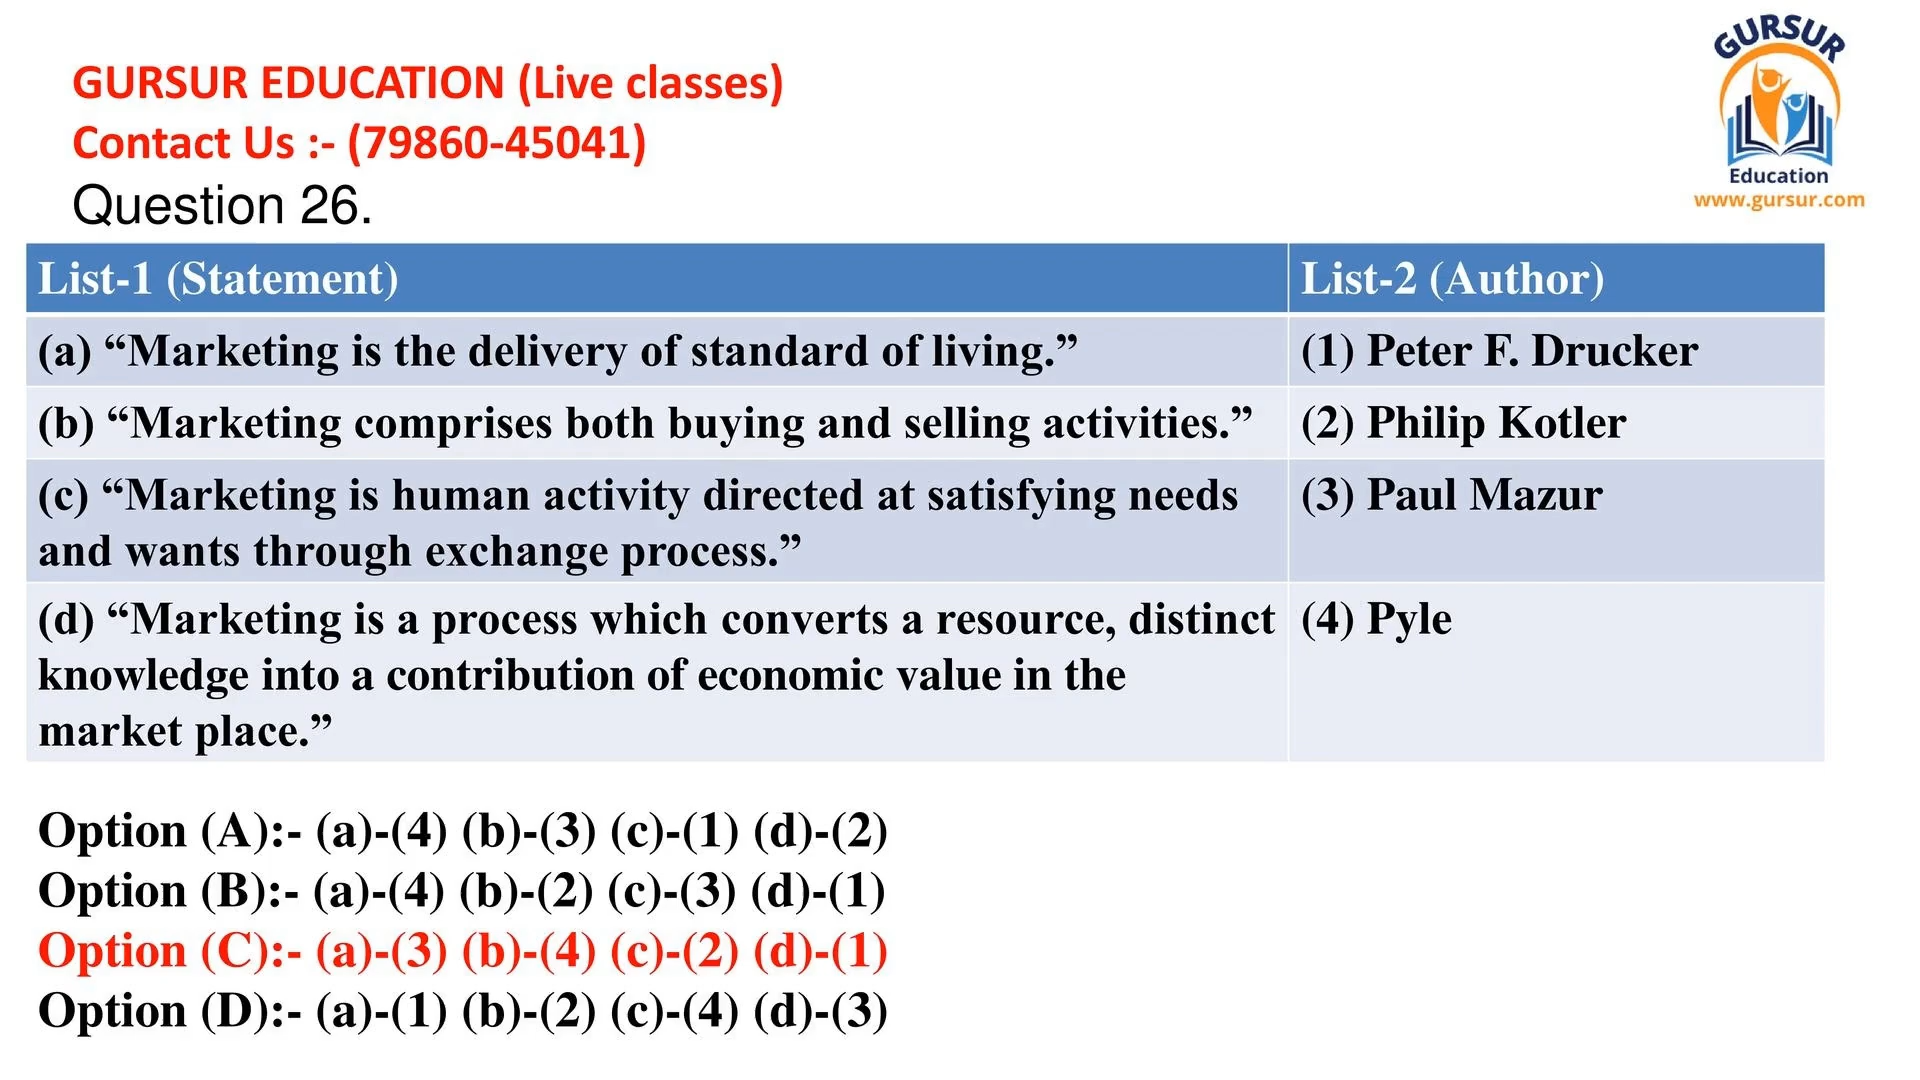 GURSUR EDUCATION (Live classes)
Contact Us :- (79860-45041)
Question 26.
GURSUR
Education
www.gursur.com
List-1 (Statement)
List-2 (Author)
(a) “Marketing is the delivery of standard of living.”
(1) Peter F. Drucker
(b) “Marketing comprises both buying and selling activities.”
(2) Philip Kotler
(c) “Marketing is human activity directed at satisfying needs
and wants through exchange process.”
(3) Paul Mazur
(d) “Marketing is a process which converts a resource, distinct
knowledge into a contribution of economic value in the
market place.”
(4) Pyle
Option (A):- (a)-(4) (b)-(3) (c)-(1) (d)-(2)
Option (B):- (a)-(4) (b)-(2) (c)-(3) (d)-(1)
Option (C):- (a)-(3) (b)-(4) (c)-(2) (d)-(1)
Option (D):- (a)-(1) (b)-(2) (c)-(4) (d)-(3)